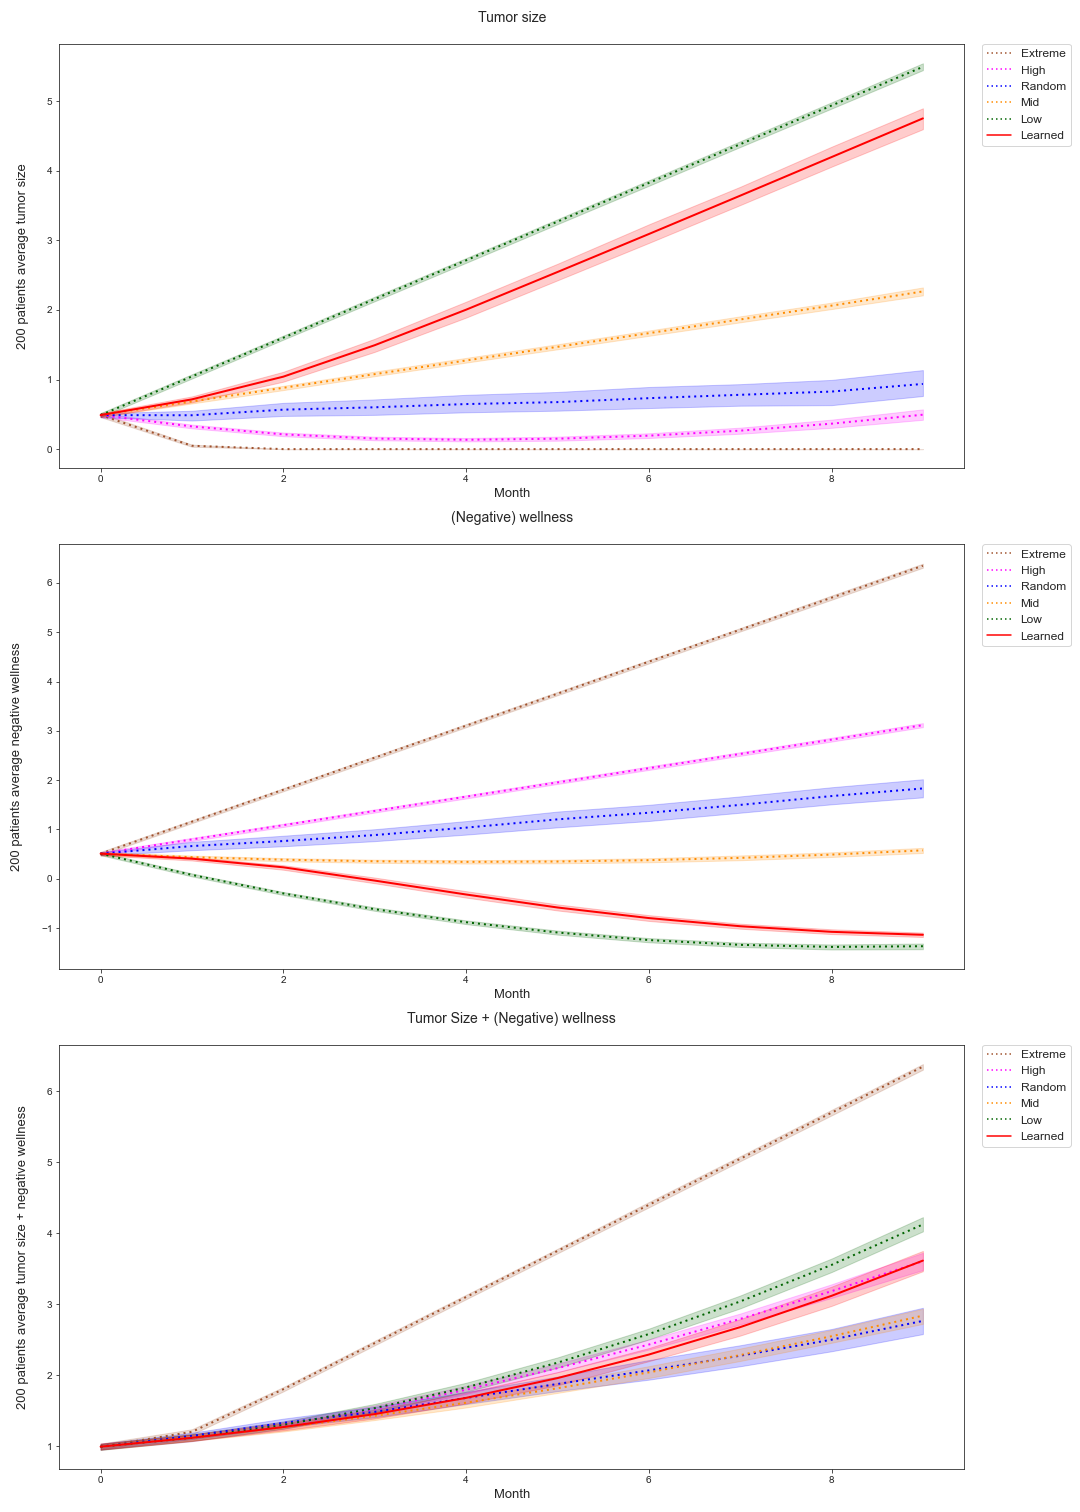 Tumor size
200 patients average tumor size
5
4
3
2
1
0
0 2 4 6 8
Month
Extreme
High
Random
Mid
Low
Learned
(Negative) wellness
200 patients average negative wellness
6
5
4
3
2
1
0
−1
0 2 4 6 8
Month
Extreme
High
Random
Mid
Low
Learned
Tumor Size + (Negative) wellness
200 patients average tumor size + negative wellness
6
5
4
3
2
1
0 2 4 6 8
Month
Extreme
High
Random
Mid
Low
Learned